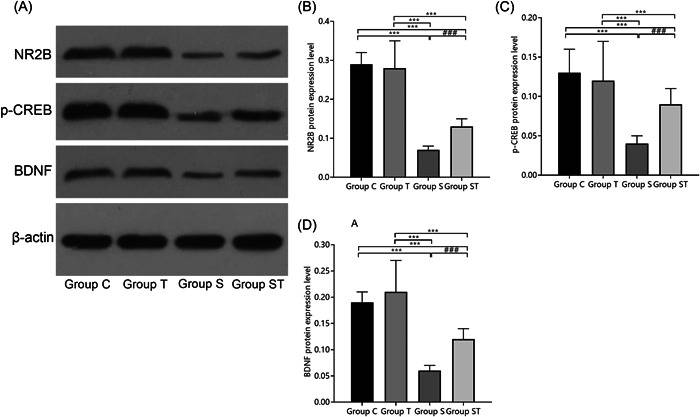 (A)
NR2B
p-CREB
BDNF
β-actin
Group C Group T Group S Group ST
(B)
***
***
***
*** ###
NR2B protein expression level
0.4
0.3
0.2
0.1
0.0
Group C Group T Group S Group ST
(C)
***
***
***
*** ###
p-CREB protein expression level
0.20
0.15
0.10
0.05
0.00
Group C Group T Group S Group ST
(D)
A
***
***
***
*** ###
BDNF protein expression level
0.30
0.25
0.20
0.15
0.10
0.05
0.00
Group C Group T Group S Group ST